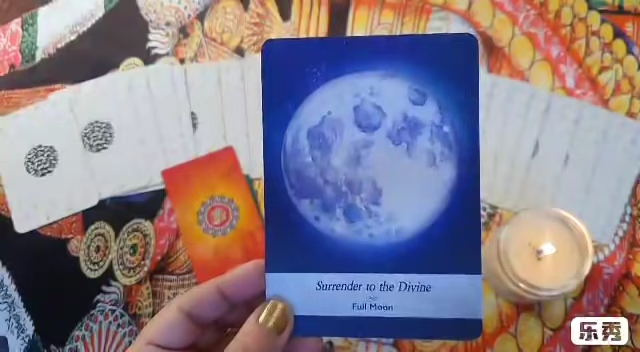 Surrender to the Divine
Full Moon
乐秀